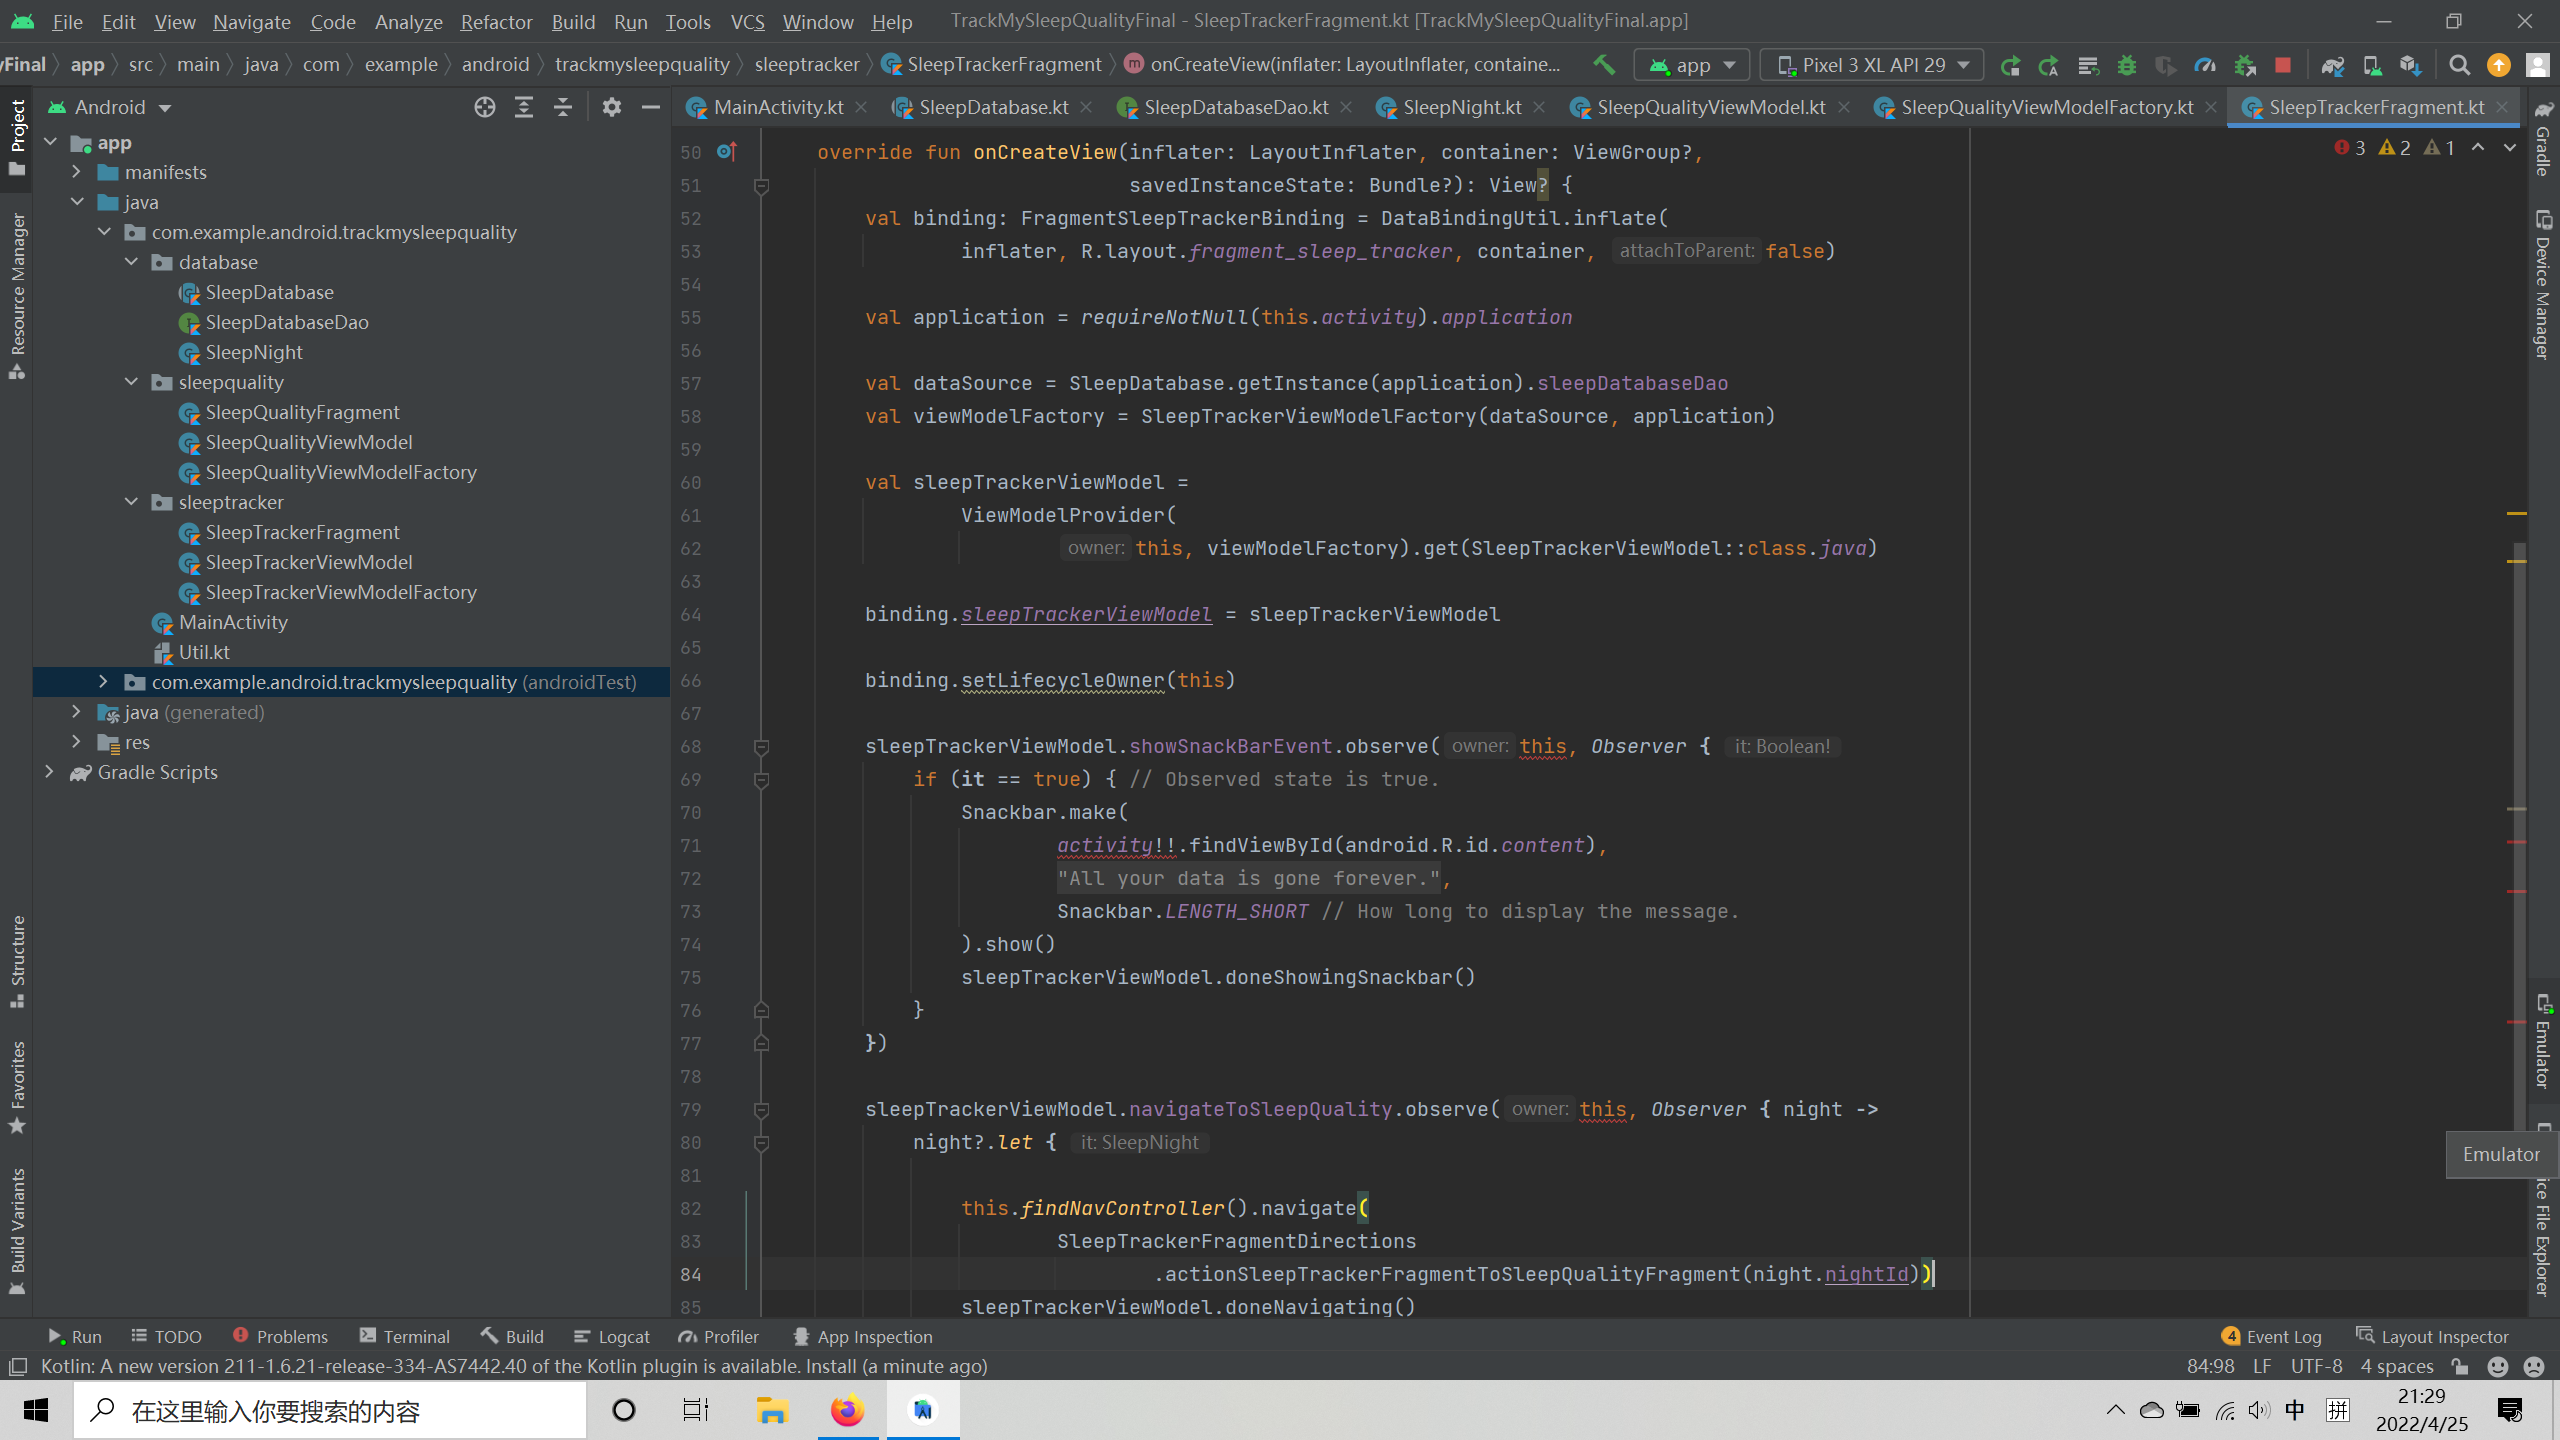 File Edit View Navigate Code Analyze Refactor Build Run Tools VCS Window Help TrackMySleepQualityFinal - SleepTrackerFragment.kt [TrackMySleepQualityFinal.app]
yFinal app src main java com example android trackmysleepquality sleeptracker SleepTrackerFragment onCreateView(inflater: LayoutInflater, containe... app Pixel 3 XL API 29
Android
MainActivity.kt SleepDatabase.kt SleepDatabaseDao.kt SleepNight.kt SleepQualityViewModel.kt SleepQualityViewModelFactory.kt SleepTrackerFragment.kt
Project
Resource Manager
Structure
Favorites
Build Variants
app
manifests
java
com.example.android.trackmysleepquality
database
SleepDatabase
SleepDatabaseDao
SleepNight
sleepquality
SleepQualityFragment
SleepQualityViewModel
SleepQualityViewModelFactory
sleeptracker
SleepTrackerFragment
SleepTrackerViewModel
SleepTrackerViewModelFactory
MainActivity
Util.kt
com.example.android.trackmysleepquality (androidTest)
java (generated)
res
Gradle Scripts
3 2 1
50 override fun onCreateView(inflater: LayoutInflater, container: ViewGroup?,
51 savedInstanceState: Bundle?): View? {
52 val binding: FragmentSleepTrackerBinding = DataBindingUtil.inflate(
53 inflater, R.layout.fragment_sleep_tracker, container, attachToParent: false)
54
55 val application = requireNotNull(this.activity).application
56
57 val dataSource = SleepDatabase.getInstance(application).sleepDatabaseDao
58 val viewModelFactory = SleepTrackerViewModelFactory(dataSource, application)
59
60 val sleepTrackerViewModel =
61 ViewModelProvider(
62 owner: this, viewModelFactory).get(SleepTrackerViewModel::class.java)
63
64 binding.sleepTrackerViewModel = sleepTrackerViewModel
65
66 binding.setLifecycleOwner(this)
67
68 sleepTrackerViewModel.showSnackBarEvent.observe( owner: this, Observer { it: Boolean!
69 if (it == true) { // Observed state is true.
70 Snackbar.make(
71 activity!!.findViewById(android.R.id.content),
72 "All your data is gone forever.",
73 Snackbar.LENGTH_SHORT // How long to display the message.
74 ).show()
75 sleepTrackerViewModel.doneShowingSnackbar()
76 }
77 })
78
79 sleepTrackerViewModel.navigateToSleepQuality.observe( owner: this, Observer { night ->
80 night?.let { it: SleepNight
81
82 this.findNavController().navigate(
83 SleepTrackerFragmentDirections
84 .actionSleepTrackerFragmentToSleepQualityFragment(night.nightId))
85 sleepTrackerViewModel.doneNavigating()
Gradle
Device Manager
Emulator
Emulator
ice File Explorer
Run TODO Problems Terminal Build Logcat Profiler App Inspection 4 Event Log Layout Inspector
Kotlin: A new version 211-1.6.21-release-334-AS7442.40 of the Kotlin plugin is available. Install (a minute ago) 84:98 LF UTF-8 4 spaces
在这里输入你要搜索的内容
中 拼
21:29
2022/4/25